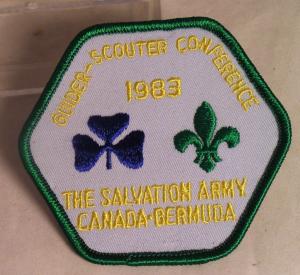 GUIDER-SCOUTER CONFERENCE
1983
THE SALVATION ARMY
CANADA·BERMUDA